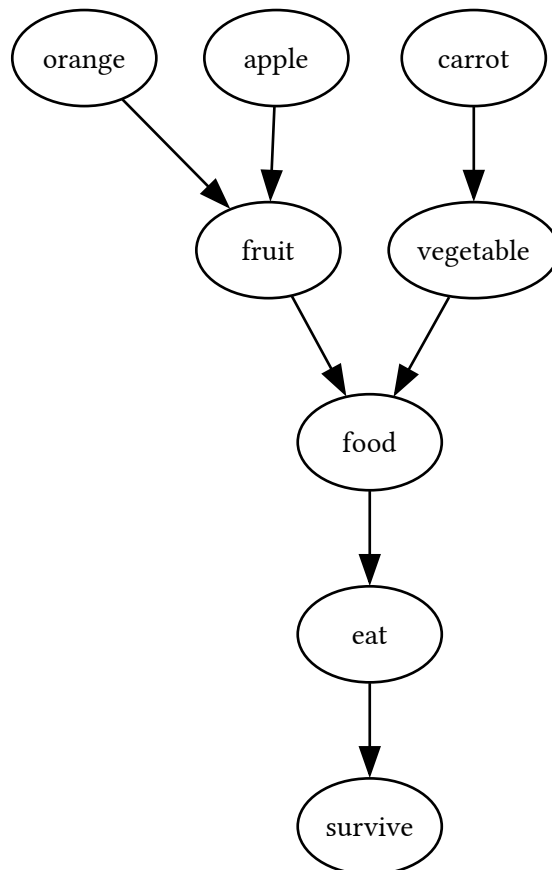 orange
apple
carrot
fruit
vegetable
food
eat
survive